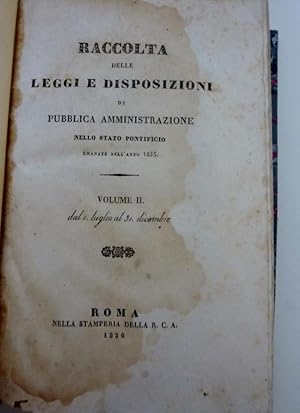 RACCOLTA
DELLE
LEGGI E DISPOSIZIONI
DI
PUBBLICA AMMINISTRAZIONE
NELLO STATO PONTIFICIO
EMANATE NELL'ANNO 1835.
VOLUME II.
dal 1. luglio al 31. dicembre
ROMA
NELLA STAMPERIA DELLA R. C. A.
1836